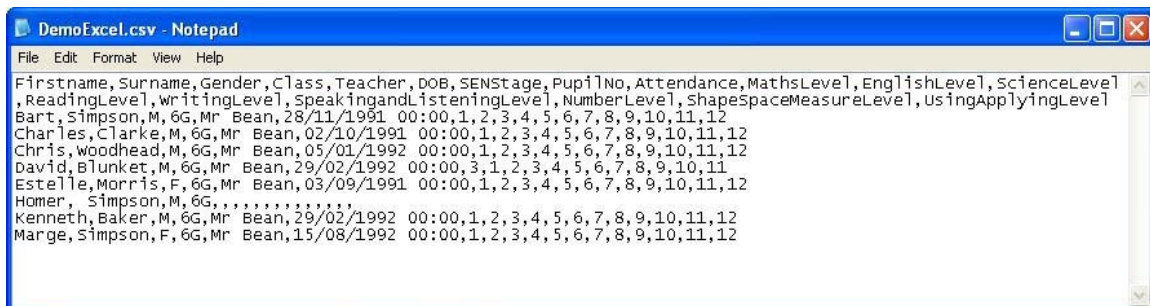 DemoExcel.csv - Notepad
File Edit Format View Help
Firstname,Surname,Gender,Class,Teacher,DOB,SENStage,PupilNo,Attendance,MathsLevel,EnglishLevel,ScienceLevel
,ReadingLevel,WritingLevel,SpeakingandListeningLevel,NumberLevel,ShapeSpaceMeasureLevel,UsingApplyingLevel
Bart,Simpson,M,6G,Mr Bean,28/11/1991 00:00,1,2,3,4,5,6,7,8,9,10,11,12
Charles,Clarke,M,6G,Mr Bean,02/10/1991 00:00,1,2,3,4,5,6,7,8,9,10,11,12
Chris,Woodhead,M,6G,Mr Bean,05/01/1992 00:00,1,2,3,4,5,6,7,8,9,10,11,12
David,Blunket,M,6G,Mr Bean,29/02/1992 00:00,3,1,2,3,4,5,6,7,8,9,10,11
Estelle,Morris,F,6G,Mr Bean,03/09/1991 00:00,1,2,3,4,5,6,7,8,9,10,11,12
Homer, Simpson,M,6G,,,,,,,,,,,,,,
Kenneth,Baker,M,6G,Mr Bean,29/02/1992 00:00,1,2,3,4,5,6,7,8,9,10,11,12
Marge,Simpson,F,6G,Mr Bean,15/08/1992 00:00,1,2,3,4,5,6,7,8,9,10,11,12